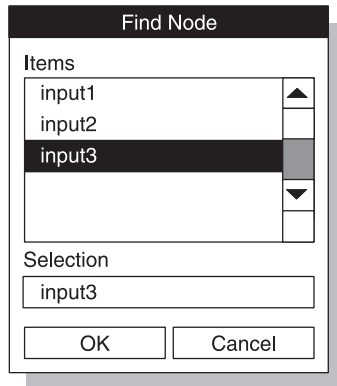 Find Node
Items
input1
input2
input3
Selection
input3
OK Cancel